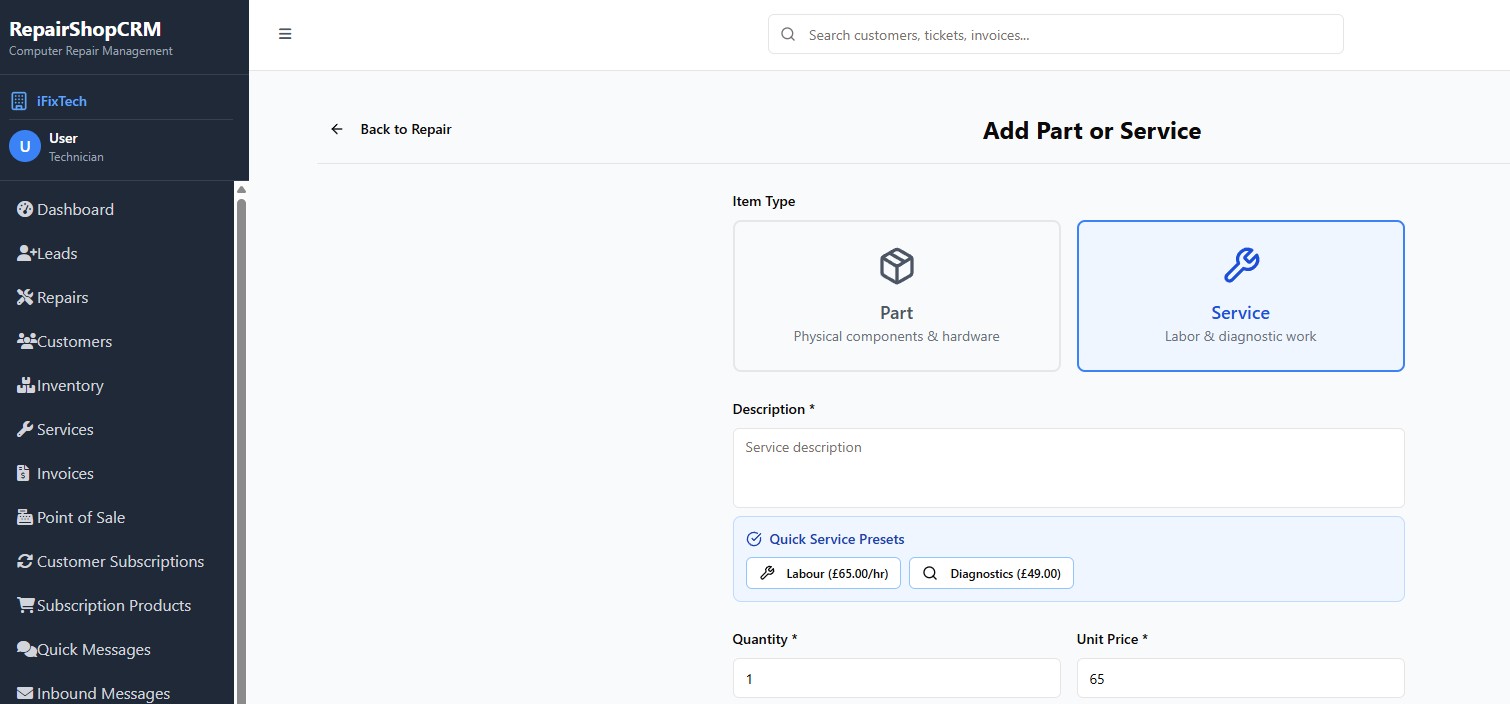 RepairShopCRM
Computer Repair Management
iFixTech
U
User
Technician
Dashboard
Leads
Repairs
Customers
Inventory
Services
Invoices
Point of Sale
Customer Subscriptions
Subscription Products
Quick Messages
Inbound Messages
Search customers, tickets, invoices...
Back to Repair
Add Part or Service
Item Type
Part
Physical components & hardware
Service
Labor & diagnostic work
Description *
Service description
Quick Service Presets
Labour (£65.00/hr)
Diagnostics (£49.00)
Quantity *
1
Unit Price *
65